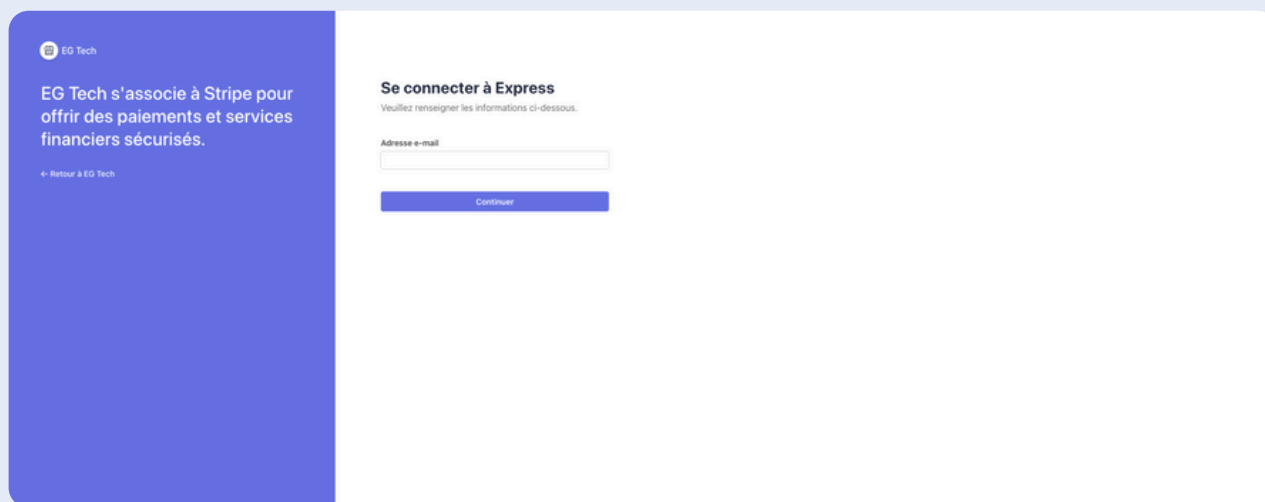 EG Tech
EG Tech s'associe à Stripe pour
offrir des paiements et services
financiers sécurisés.
← Retour à EG Tech
Se connecter à Express
Veuillez renseigner les informations ci-dessous.
Adresse e-mail
Continuer